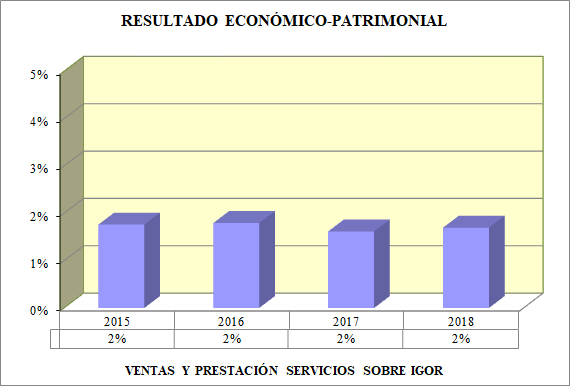 RESULTADO ECONÓMICO-PATRIMONIAL
5%
4%
3%
2%
1%
0%
2015 2016 2017 2018
2% 2% 2% 2%
VENTAS Y PRESTACIÓN SERVICIOS SOBRE IGOR